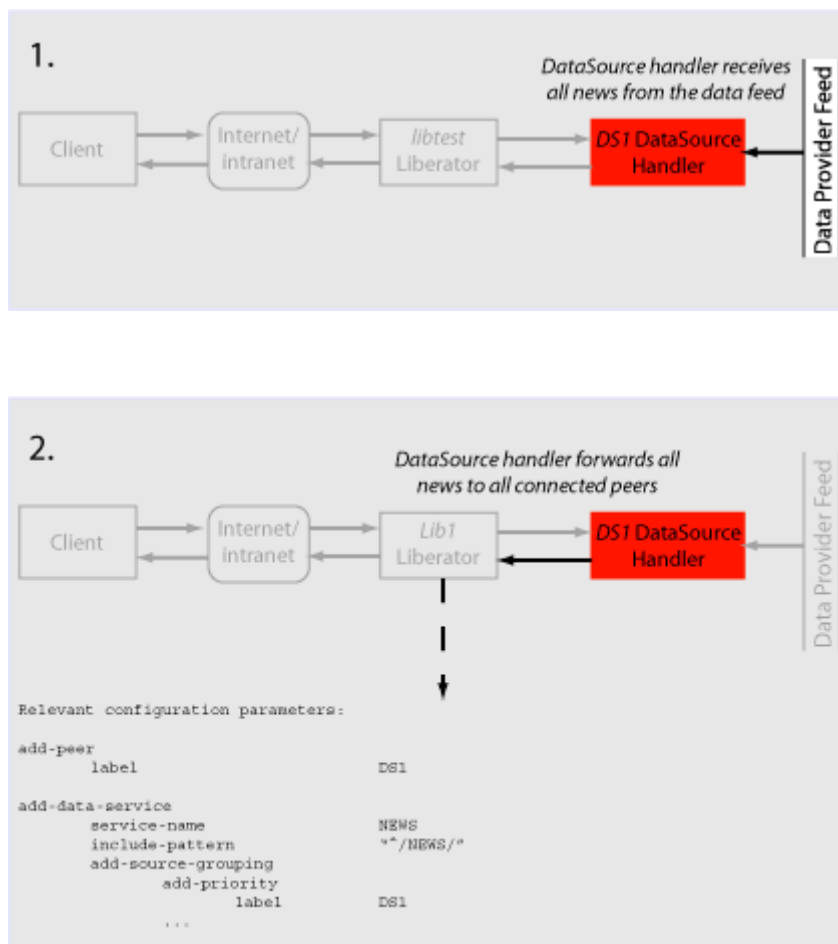 1.
DataSource handler receives
all news from the data feed
Client
Internet/
intranet
libtest
Liberator
DS1 DataSource
Handler
Data Provider Feed
2.
DataSource handler forwards all
news to all connected peers
Client
Internet/
intranet
Lib1
Liberator
DS1 DataSource
Handler
Data Provider Feed
Relevant configuration parameters:
add-peer
label DS1
add-data-service
service-name NEWS
include-pattern "^/NEWS/"
add-source-grouping
add-priority
label DS1
...